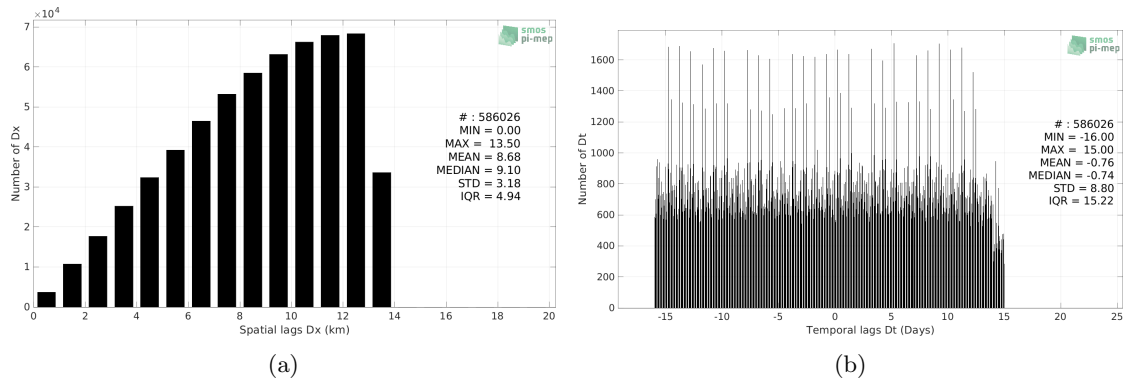 ×10⁴
7
6
5
4
3
2
1
0
Number of Dx
0 2 4 6 8 10 12 14 16 18 20
Spatial lags Dx (km)
smos
pi-mep
# : 586026
MIN = 0.00
MAX = 13.50
MEAN = 8.68
MEDIAN = 9.10
STD = 3.18
IQR = 4.94
(a)
1600
1400
1200
1000
800
600
400
200
0
Number of Dt
-15 -10 -5 0 5 10 15 20 25
Temporal lags Dt (Days)
smos
pi-mep
# : 586026
MIN = -16.00
MAX = 15.00
MEAN = -0.76
MEDIAN = -0.74
STD = 8.80
IQR = 15.22
(b)